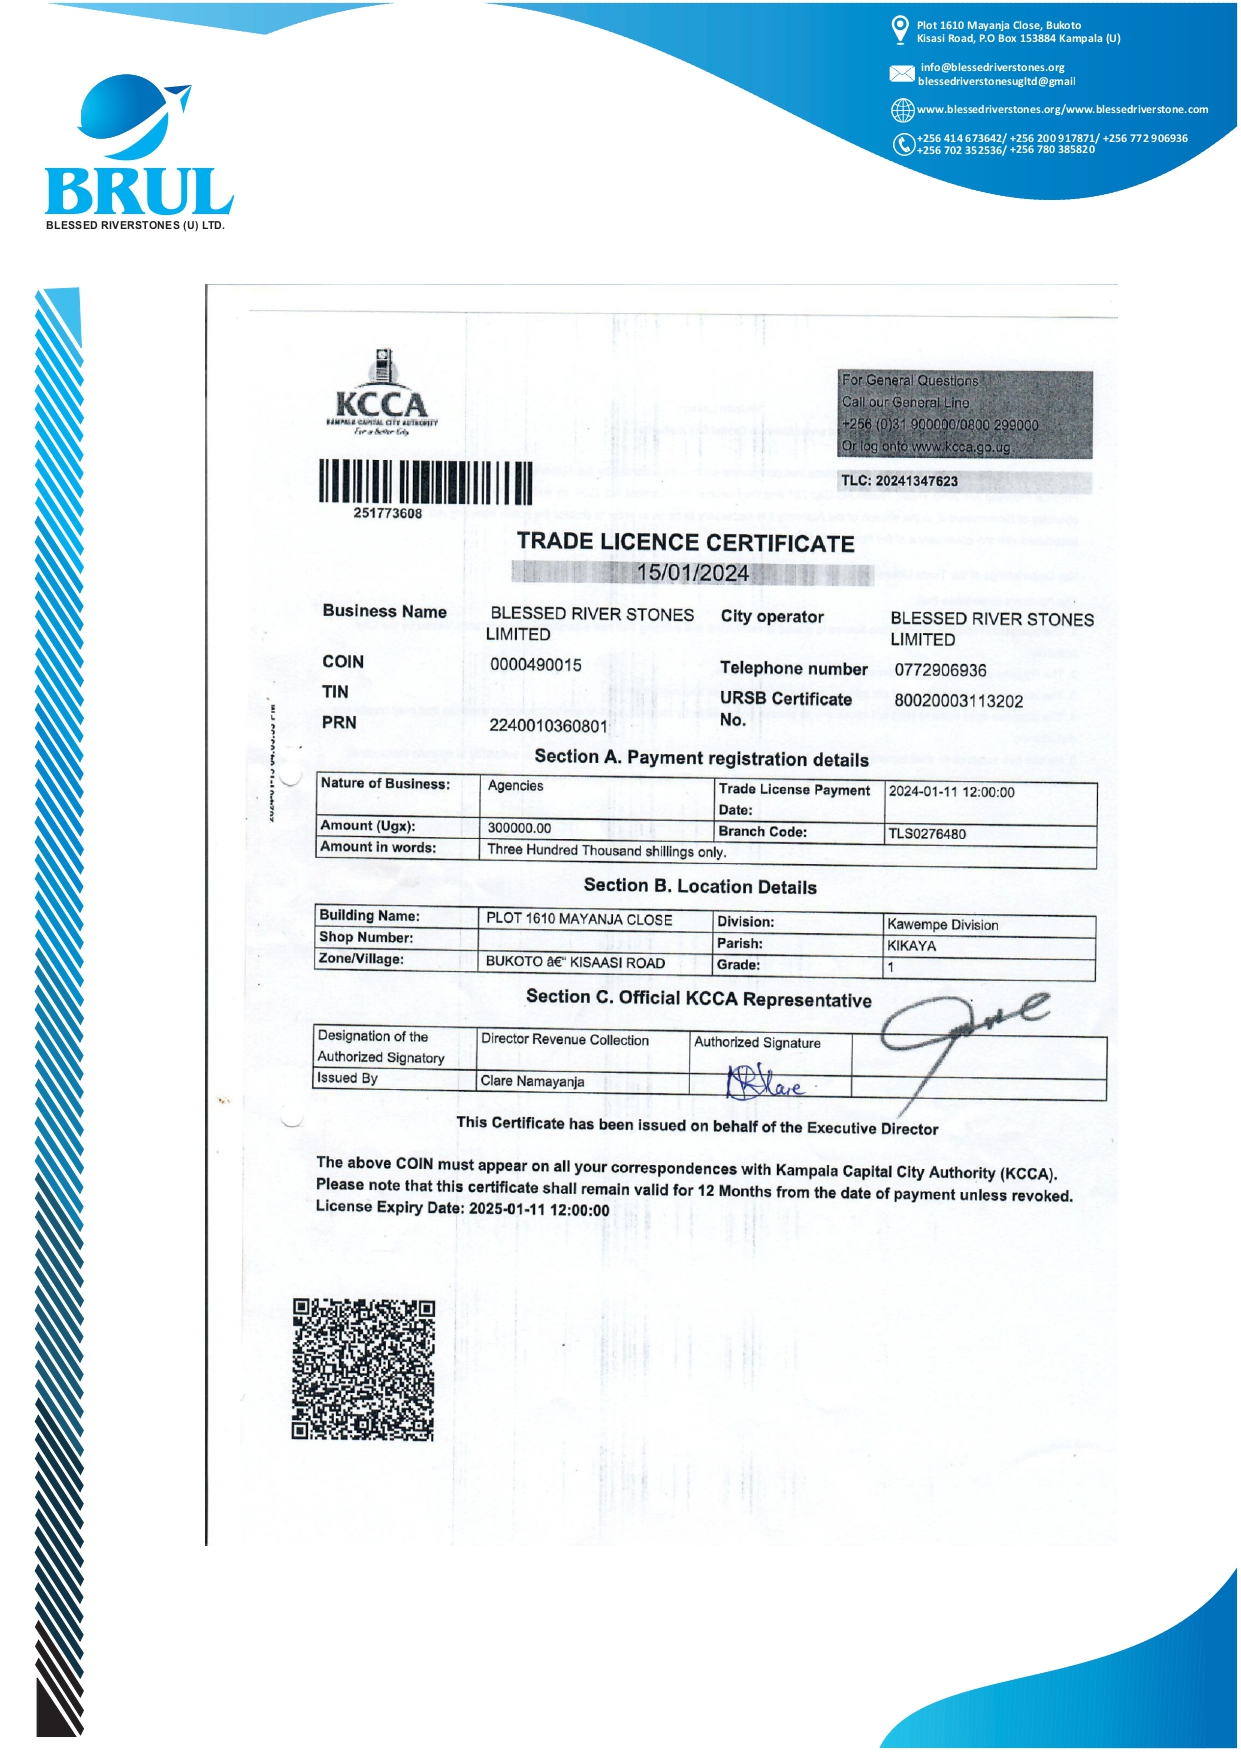 Plot 1610 Mayanja Close, Bukoto
Kisasi Road, P.O Box 153884 Kampala (U)
info@blessedriverstones.org
blessedriverstonesugltd@gmail
www.blessedriverstones.org/www.blessedriverstone.com
+256 414 673642/ +256 200 917871/ +256 772 906936
+256 702 352536/ +256 780 385820
BRUL
BLESSED RIVERSTONES (U) LTD.
KCCA
KAMPALA CAPITAL CITY AUTHORITY
For a Better City
For General Questions
Call our General Line
+256 (0)31 900000/0800 299000
Or log onto www.kcca.go.ug
TLC: 20241347623
251773608
TRADE LICENCE CERTIFICATE
15/01/2024
Business Name BLESSED RIVER STONES LIMITED
City operator BLESSED RIVER STONES LIMITED
COIN 0000490015
Telephone number 0772906936
TIN
URSB Certificate No. 80020003113202
PRN 2240010360801
Section A. Payment registration details
Nature of Business: Agencies
Trade License Payment Date: 2024-01-11 12:00:00
Amount (Ugx): 300000.00
Branch Code: TLS0276480
Amount in words: Three Hundred Thousand shillings only.
Section B. Location Details
Building Name: PLOT 1610 MAYANJA CLOSE
Division: Kawempe Division
Shop Number:
Parish: KIKAYA
Zone/Village: BUKOTO â€“ KISAASI ROAD
Grade: 1
Section C. Official KCCA Representative
Designation of the Authorized Signatory Director Revenue Collection
Authorized Signature
Issued By Clare Namayanja
This Certificate has been issued on behalf of the Executive Director
The above COIN must appear on all your correspondences with Kampala Capital City Authority (KCCA).
Please note that this certificate shall remain valid for 12 Months from the date of payment unless revoked.
License Expiry Date: 2025-01-11 12:00:00